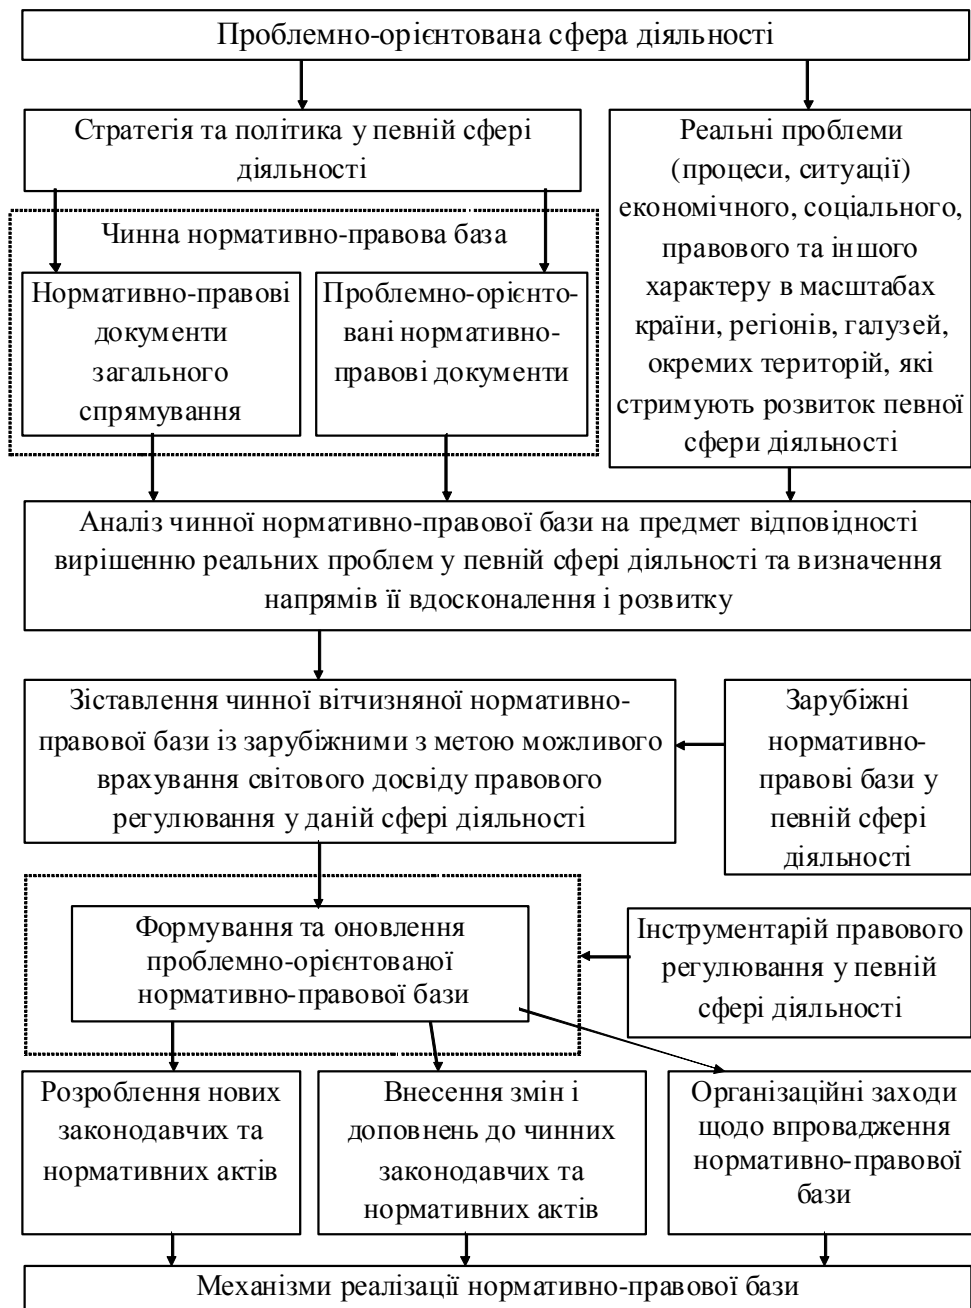 Проблемно-орієнтована сфера діяльності
Стратегія та політика у певній сфері
діяльності
Реальні проблеми
(процеси, ситуації)
економічного, соціального,
правового та іншого
характеру в масштабах
країни, регіонів, галузей,
окремих територій, які
стримують розвиток певної
сфери діяльності
Чинна нормативно-правова база
Нормативно-правові
документи
загального
спрямування
Проблемно-орієнто-
вані нормативно-
правові документи
Аналіз чинної нормативно-правової бази на предмет відповідності
вирішенню реальних проблем у певній сфері діяльності та визначення
напрямів її вдосконалення і розвитку
Зіставлення чинної вітчизняної нормативно-
правової бази із зарубіжними з метою можливого
врахування світового досвіду правового
регулювання у даній сфері діяльності
Зарубіжні
нормативно-
правові бази у
певній сфері
діяльності
Формування та оновлення
проблемно-орієнтованої
нормативно-правової бази
Інструментарій правового
регулювання у певній
сфері діяльності
Розроблення нових
законодавчих та
нормативних актів
Внесення змін і
доповнень до чинних
законодавчих та
нормативних актів
Організаційні заходи
щодо впровадження
нормативно-правової
бази
Механізми реалізації нормативно-правової бази